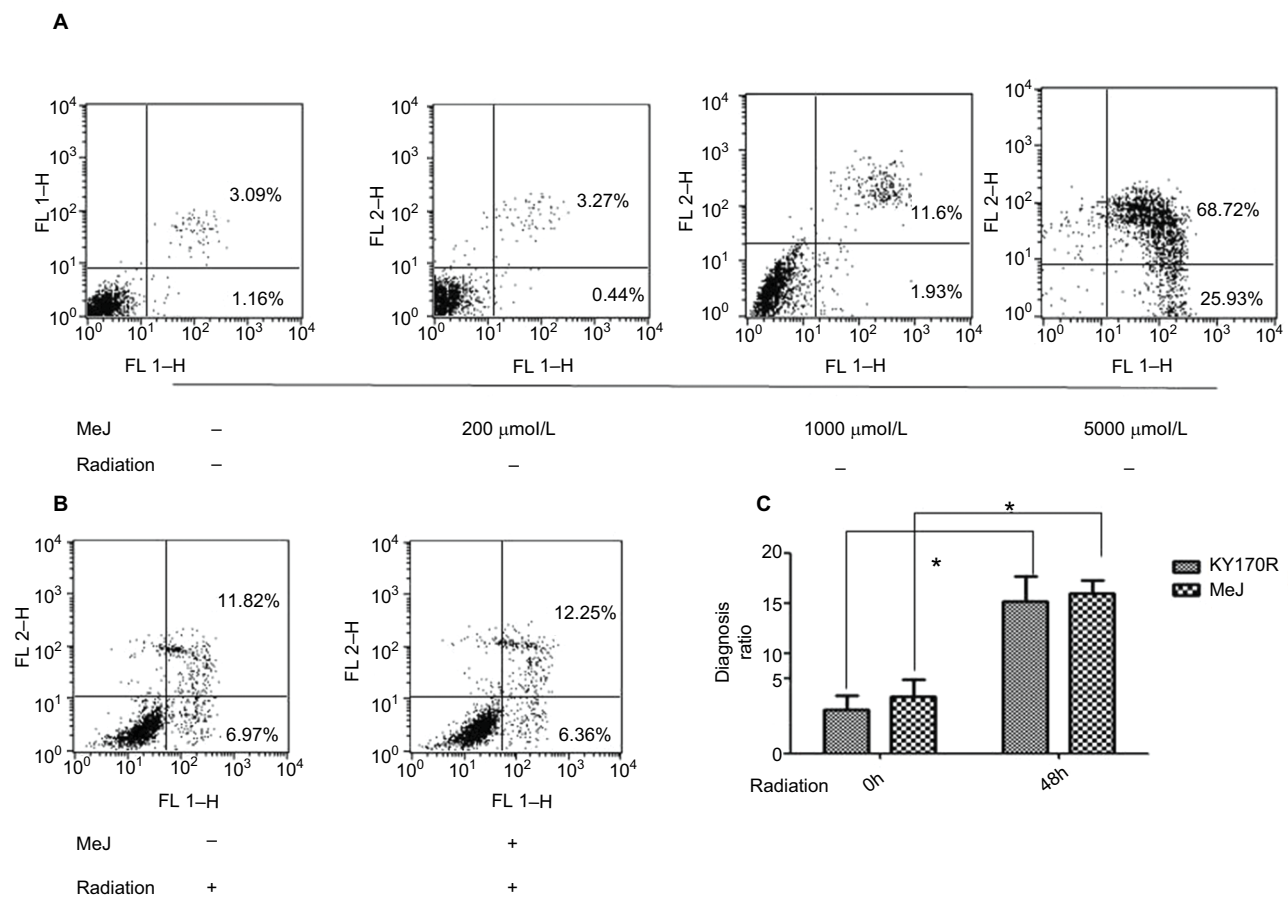 A
10⁴
10³
10²
10¹
10⁰
FL 1–H
3.09%
1.16%
10⁰ 10¹ 10² 10³ 10⁴
FL 1–H
10⁴
10³
10²
10¹
10⁰
FL 2–H
3.27%
0.44%
10⁰ 10¹ 10² 10³ 10⁴
FL 1–H
10⁴
10³
10²
10¹
10⁰
FL 2–H
11.6%
1.93%
10⁰ 10¹ 10² 10³ 10⁴
FL 1–H
10⁴
10³
10²
10¹
10⁰
FL 2–H
68.72%
25.93%
10⁰ 10¹ 10² 10³ 10⁴
FL 1–H
MeJ – 200 µmol/L 1000 µmol/L 5000 µmol/L
Radiation – – – –
B
10⁴
10³
10²
10¹
10⁰
FL 2–H
11.82%
6.97%
10⁰ 10¹ 10² 10³ 10⁴
FL 1–H
10⁴
10³
10²
10¹
10⁰
FL 2–H
12.25%
6.36%
10⁰ 10¹ 10² 10³ 10⁴
FL 1–H
MeJ – +
Radiation + +
C
*
*
20
15
10
5
0
Diagnosis
ratio
KY170R
MeJ
Radiation 0h 48h